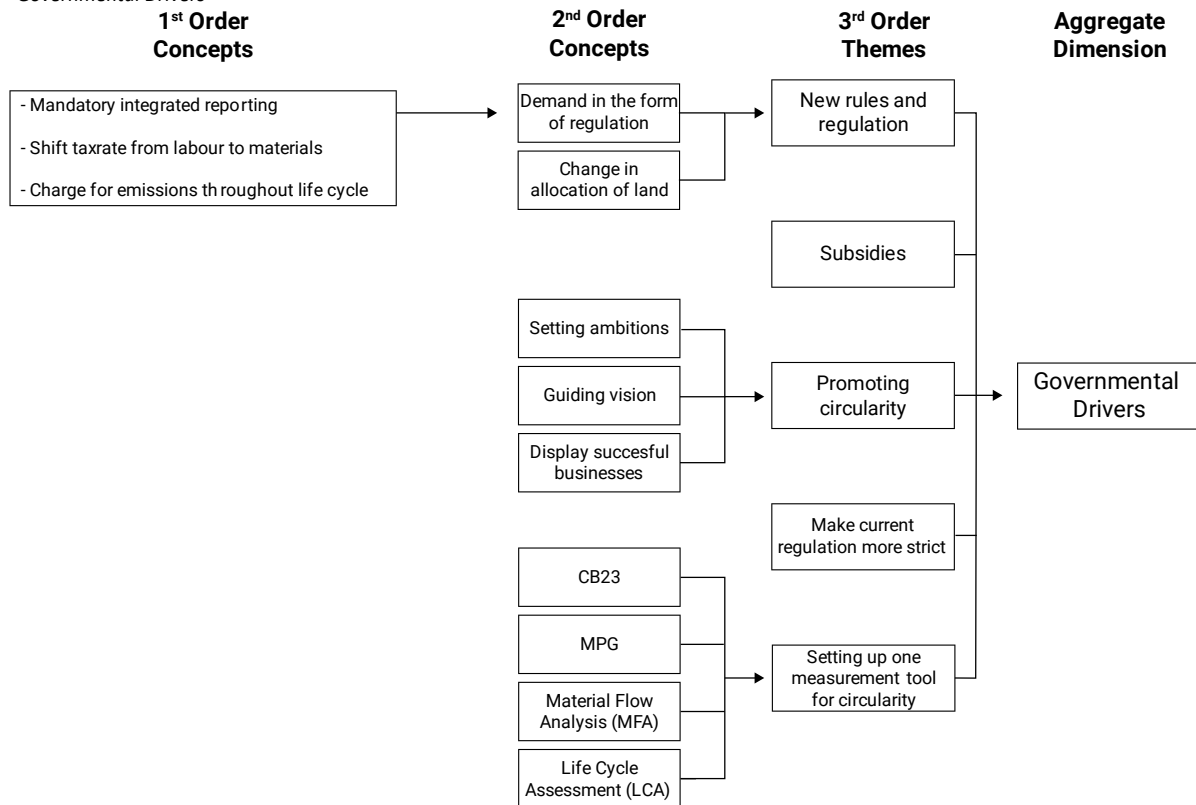 Governmental Drivers
1st Order
Concepts
2nd Order
Concepts
3rd Order
Themes
Aggregate
Dimension
- Mandatory integrated reporting
- Shift taxrate from labour to materials
- Charge for emissions throughout life cycle
Demand in the form
of regulation
Change in
allocation of land
New rules and
regulation
Subsidies
Setting ambitions
Guiding vision
Display succesful
businesses
Promoting
circularity
Governmental
Drivers
Make current
regulation more strict
CB23
MPG
Material Flow
Analysis (MFA)
Life Cycle
Assessment (LCA)
Setting up one
measurement tool
for circularity